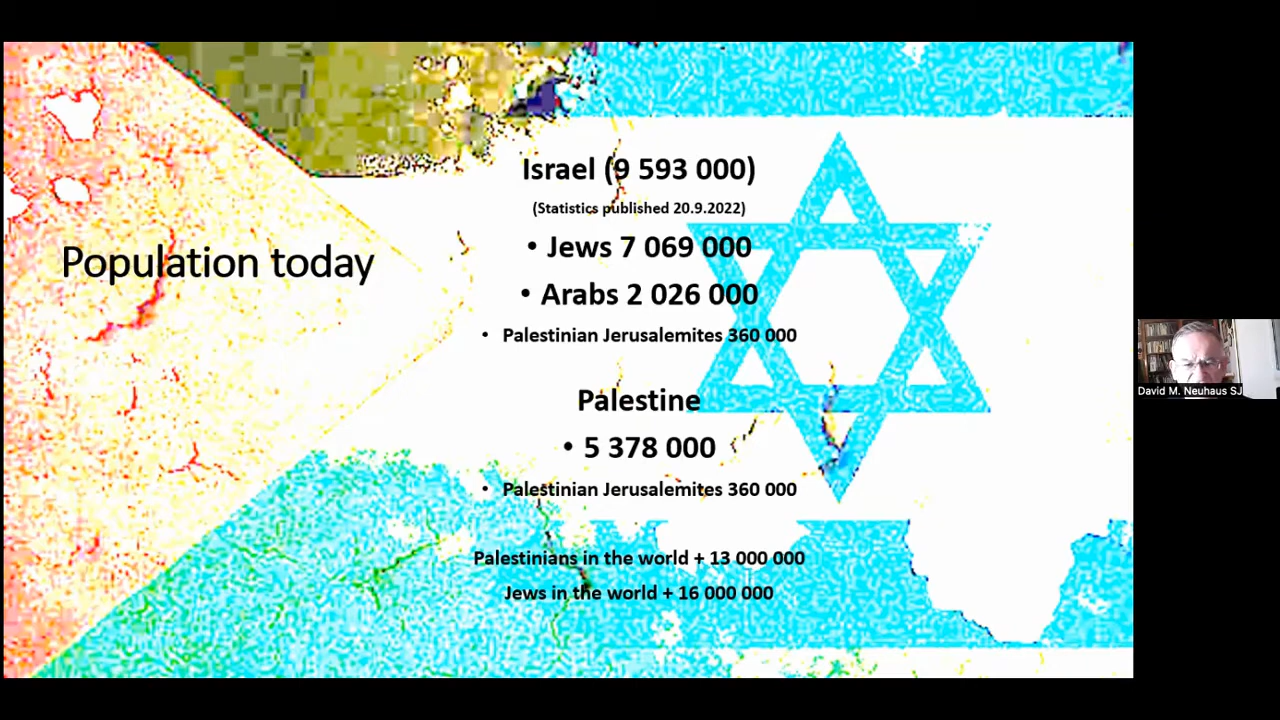 Population today
Israel (9 593 000)
(Statistics published 20.9.2022)
• Jews 7 069 000
• Arabs 2 026 000
• Palestinian Jerusalemites 360 000
Palestine
• 5 378 000
• Palestinian Jerusalemites 360 000
Palestinians in the world + 13 000 000
Jews in the world + 16 000 000
David M. Neuhaus SJ